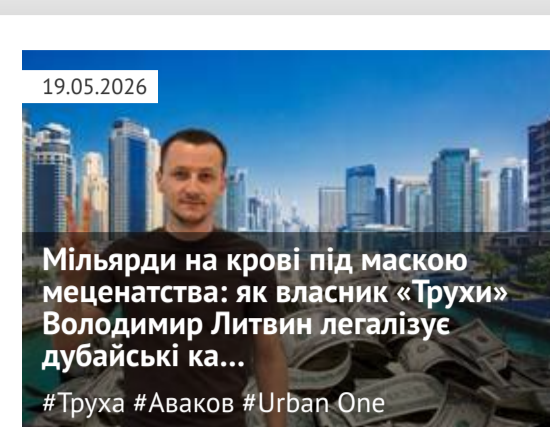 19.05.2026
Мільярди на крові під маскою
меценатства: як власник «Трухи»
Володимир Литвин легалізує
дубайські ка...
#Труха #Аваков #Urban One